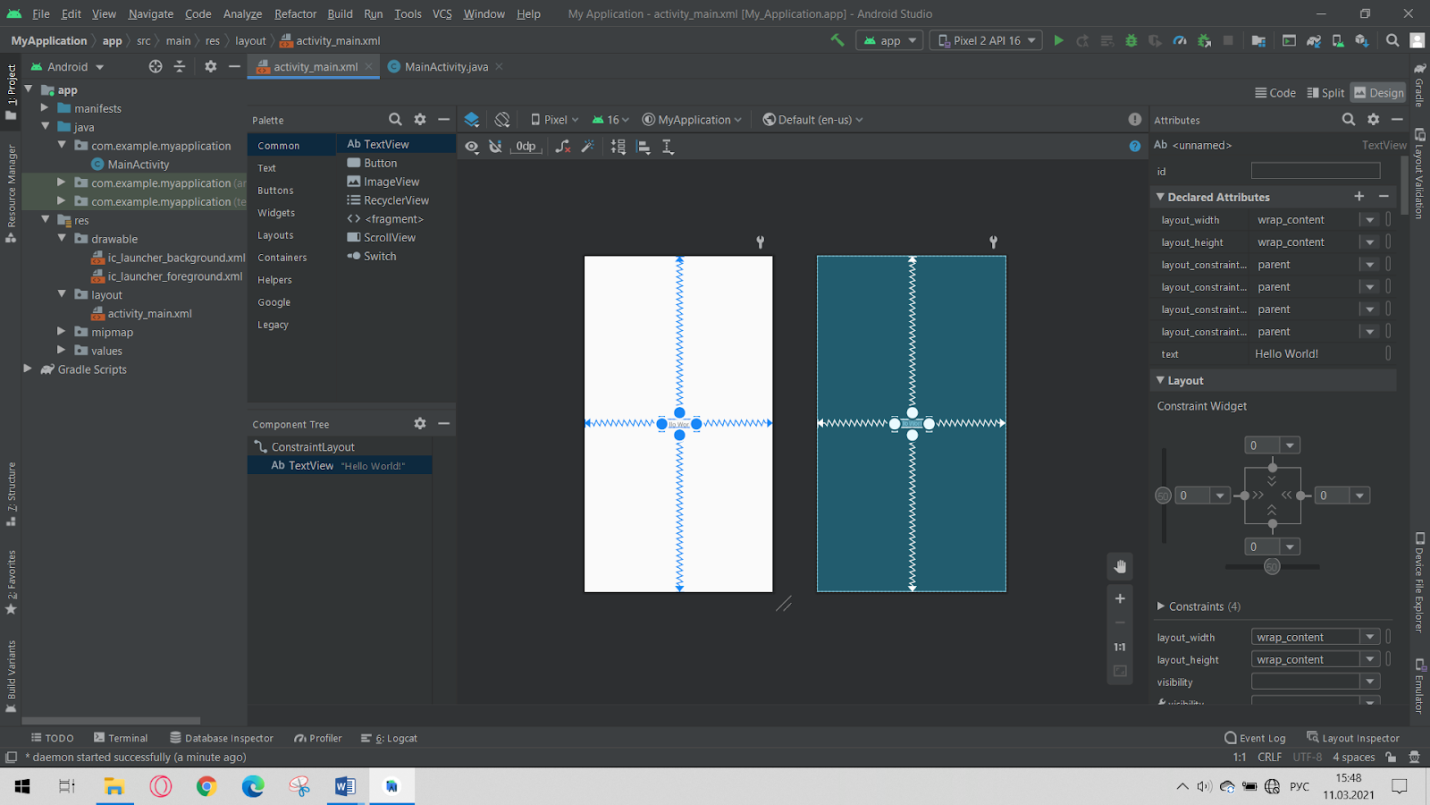 File Edit View Navigate Code Analyze Refactor Build Run Tools VCS Window Help My Application - activity_main.xml [My_Application.app] - Android Studio
MyApplication app src main res layout activity_main.xml app Pixel 2 API 16
1: Project
Resource Manager
Z: Structure
2: Favorites
Build Variants
Android
app
manifests
java
com.example.myapplication
MainActivity
com.example.myapplication (ar
com.example.myapplication (te
res
drawable
ic_launcher_background.xml
ic_launcher_foreground.xml
layout
activity_main.xml
mipmap
values
Gradle Scripts
activity_main.xml MainActivity.java
Code Split Design
Palette
Common
Text
Buttons
Widgets
Layouts
Containers
Helpers
Google
Legacy
Ab TextView
Button
ImageView
RecyclerView
<fragment>
ScrollView
Switch
Component Tree
ConstraintLayout
Ab TextView "Hello World!"
Pixel 16 MyApplication Default (en-us)
0dp
1:1
Attributes
Ab <unnamed> TextView
id
Declared Attributes
layout_width wrap_content
layout_height wrap_content
layout_constraint... parent
layout_constraint... parent
layout_constraint... parent
layout_constraint... parent
text Hello World!
Layout
Constraint Widget
0
50 0 0
0
50
Constraints (4)
layout_width wrap_content
layout_height wrap_content
visibility
visibility
Gradle
Layout Validation
Device File Explorer
Emulator
TODO Terminal Database Inspector Profiler 6: Logcat Event Log Layout Inspector
* daemon started successfully (a minute ago) 1:1 CRLF UTF-8 4 spaces
РУС 15:48
11.03.2021